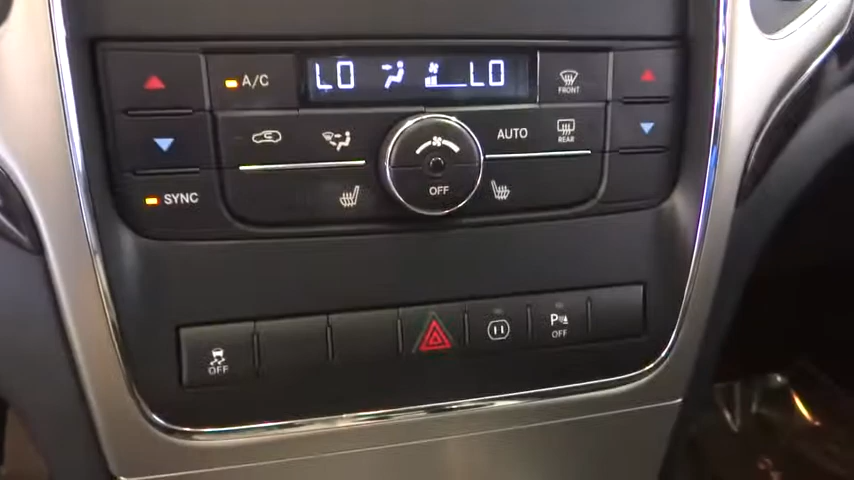 A/C
LO
LO
FRONT
AUTO
REAR
SYNC
OFF
OFF
P
OFF